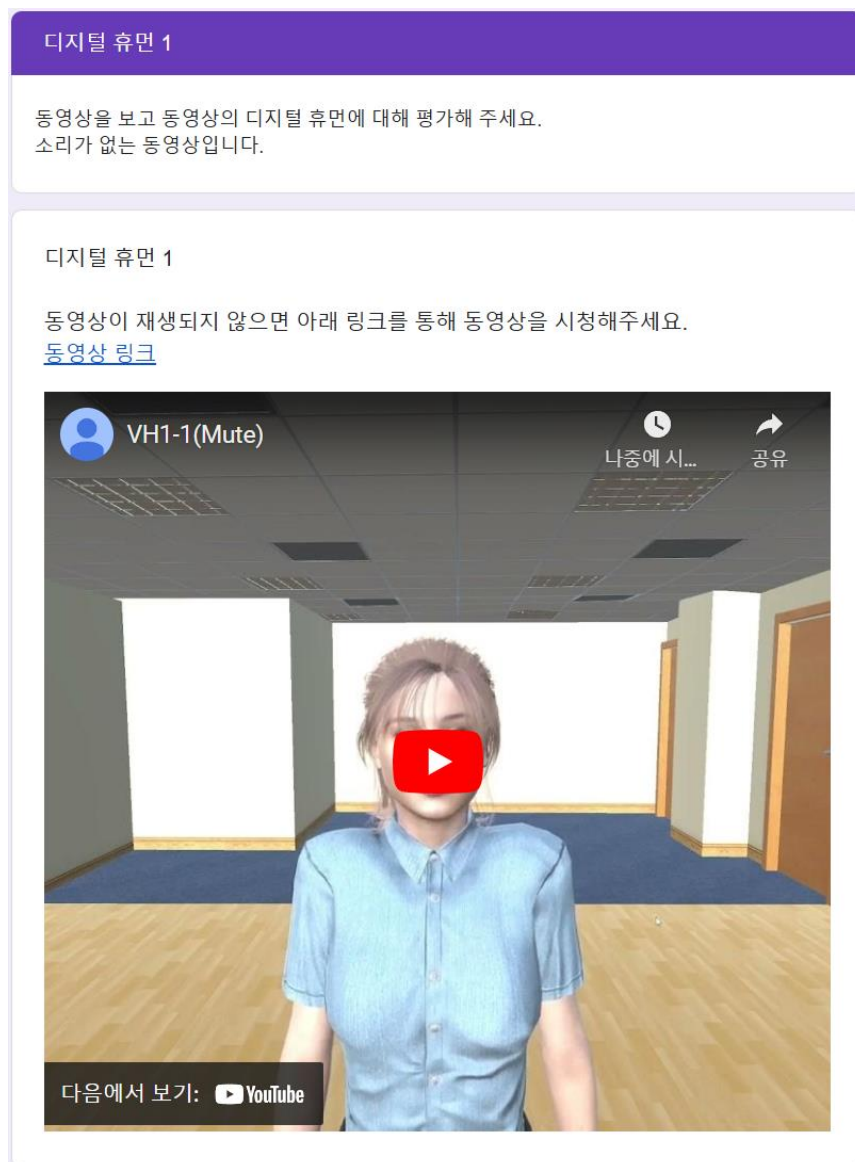 디지털 휴먼 1
동영상을 보고 동영상의 디지털 휴먼에 대해 평가해 주세요.
소리가 없는 동영상입니다.
디지털 휴먼 1
동영상이 재생되지 않으면 아래 링크를 통해 동영상을 시청해주세요.
동영상 링크
VH1-1(Mute)
나중에 시...
공유
다음에서 보기: YouTube